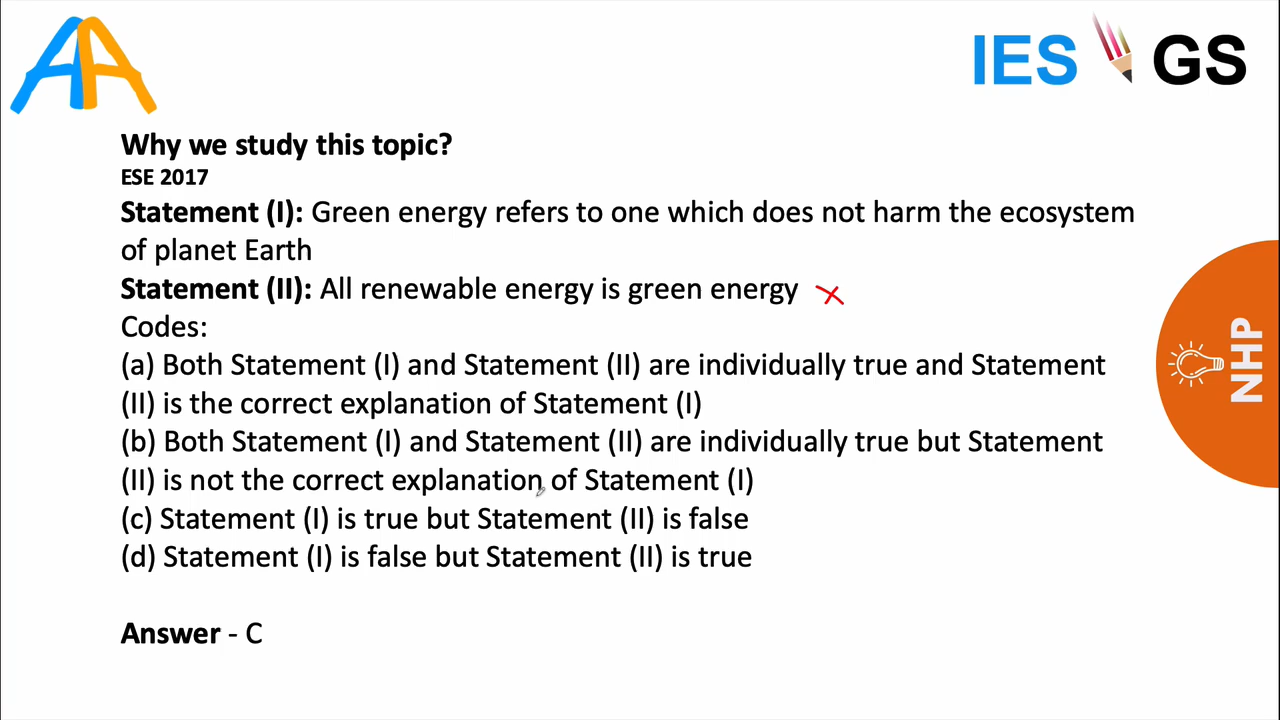 AA
IES GS
Why we study this topic?
ESE 2017
Statement (I): Green energy refers to one which does not harm the ecosystem
of planet Earth
Statement (II): All renewable energy is green energy
Codes:
(a) Both Statement (I) and Statement (II) are individually true and Statement
(II) is the correct explanation of Statement (I)
(b) Both Statement (I) and Statement (II) are individually true but Statement
(II) is not the correct explanation of Statement (I)
(c) Statement (I) is true but Statement (II) is false
(d) Statement (I) is false but Statement (II) is true
Answer - C
NHP